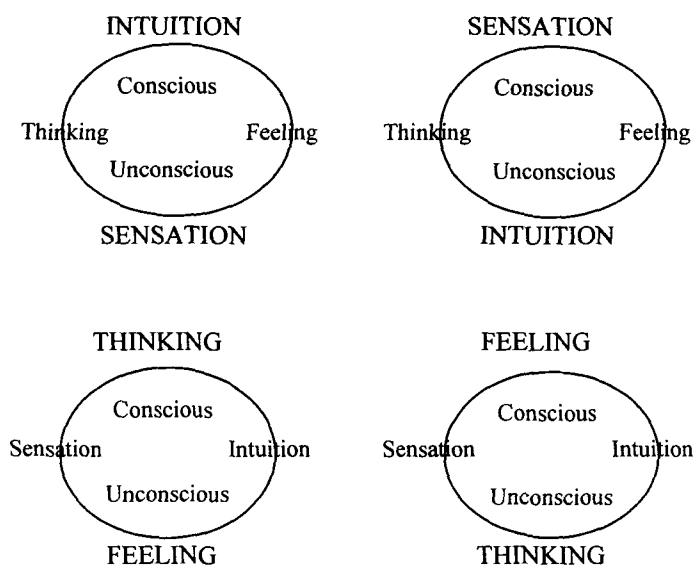 INTUITION
Conscious
Thinking Feeling
Unconscious
SENSATION
SENSATION
Conscious
Thinking Feeling
Unconscious
INTUITION
THINKING
Conscious
Sensation Intuition
Unconscious
FEELING
FEELING
Conscious
Sensation Intuition
Unconscious
THINKING